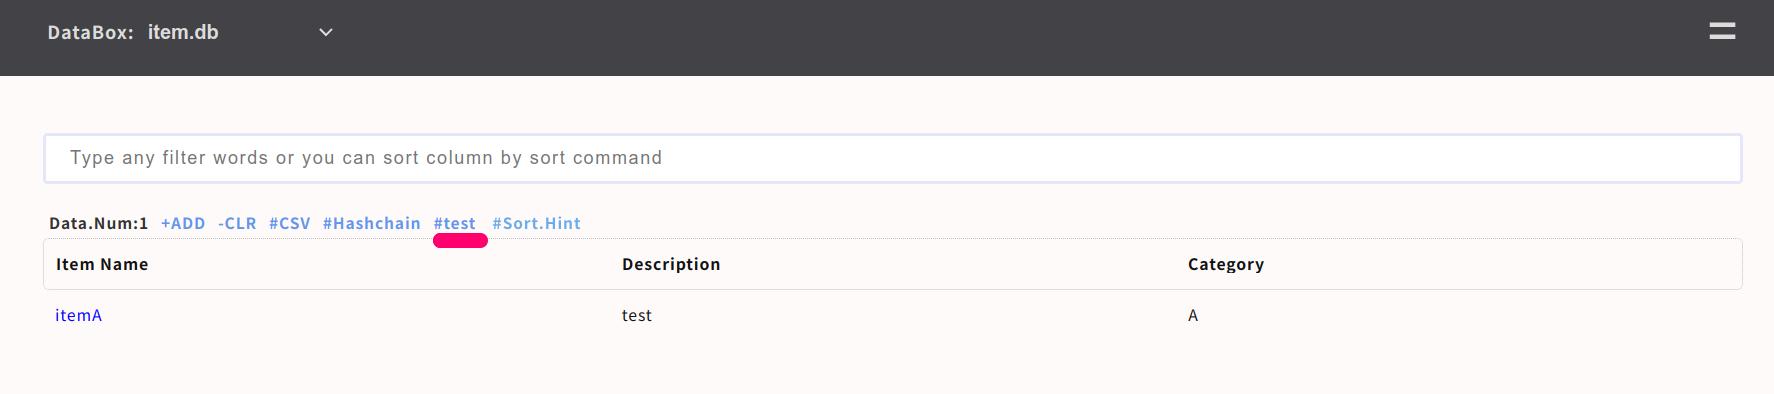 DataBox: item.db
Type any filter words or you can sort column by sort command
Data.Num:1 +ADD -CLR #CSV #Hashchain #test #Sort.Hint
Item Name Description Category
itemA test A